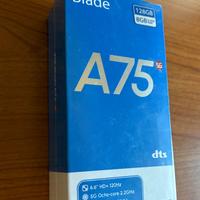 Blade
128GB
8GB
A75 5G
dts
6.6" HD+ 120Hz
5G Octa-core 2.2GHz